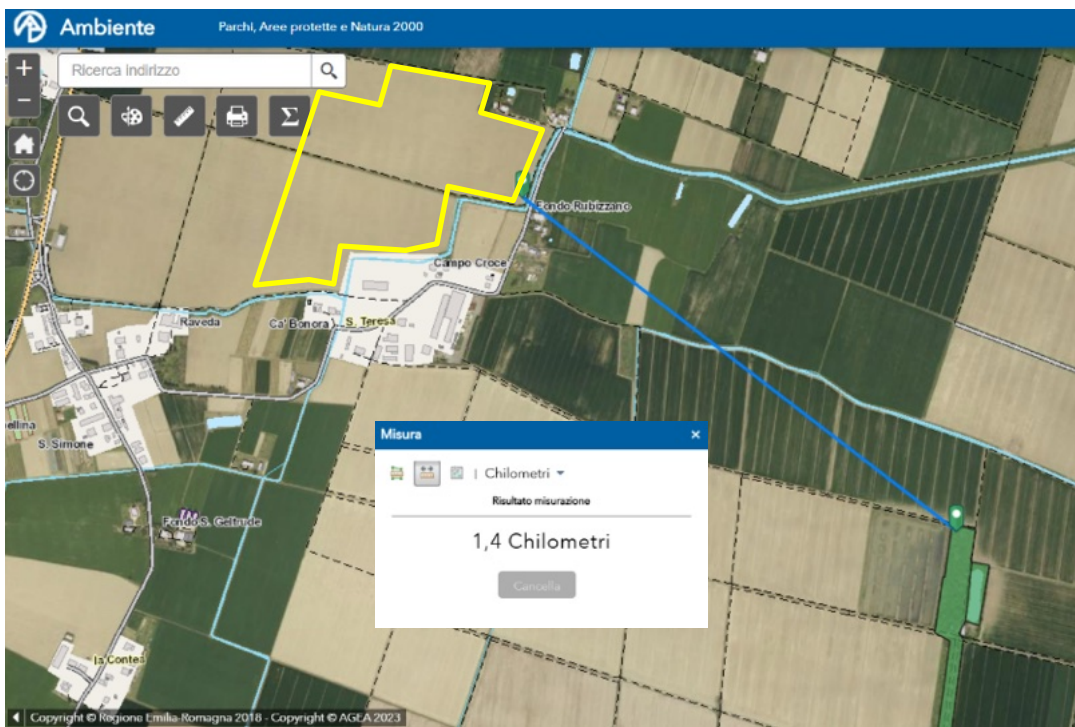 Ambiente
Parchi, Aree protette e Natura 2000
+
Ricerca indirizzo
−
Σ
Fondo Rubizzano
Campo Croce
Raveda
Ca' Bonora
S. Teresa
ellina
S. Simone
Misura ×
| Chilometri
Risultato misurazione
1,4 Chilometri
Cancella
Fondo S. Geltrude
la Contea
Copyright © Regione Emilia-Romagna 2018 - Copyright © AGEA 2023